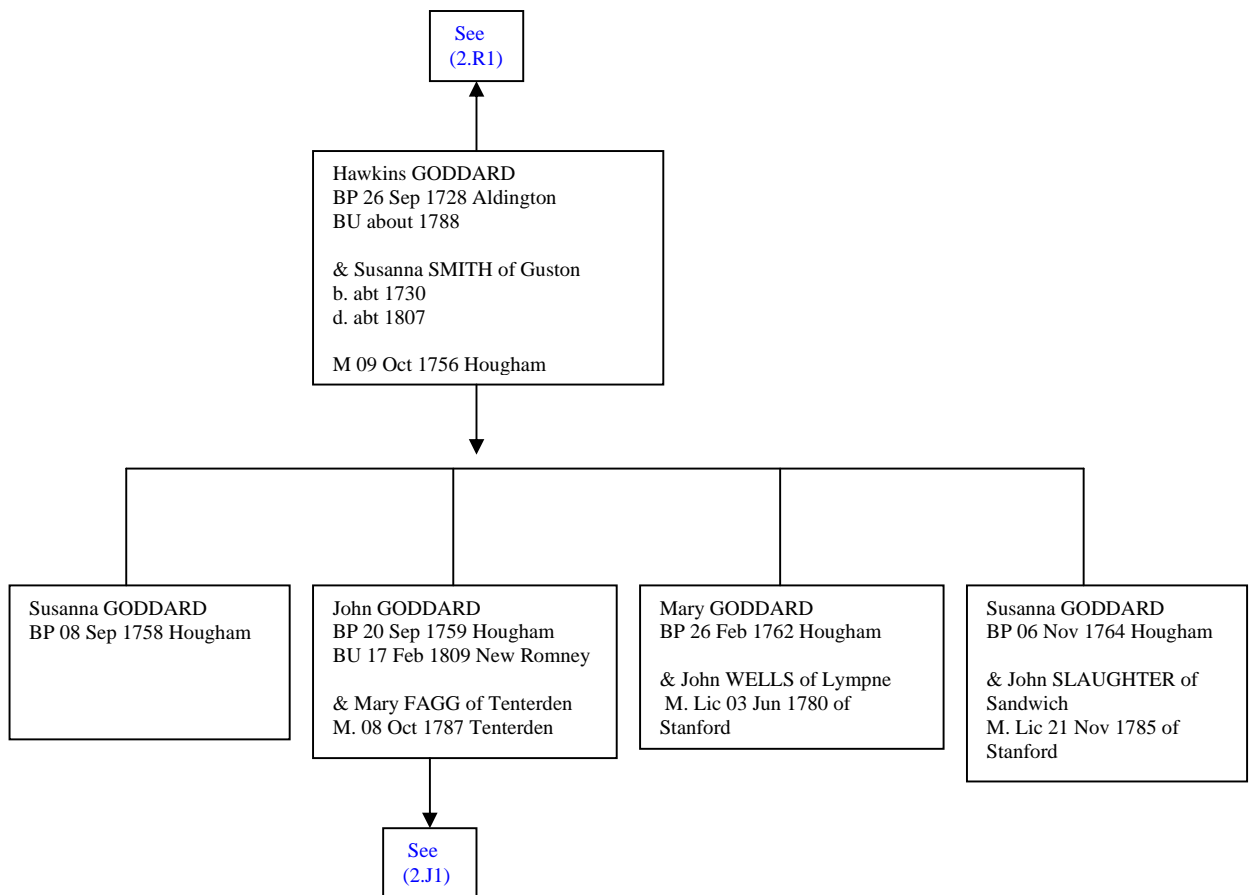 See
(2.R1)
Hawkins GODDARD
BP 26 Sep 1728 Aldington
BU about 1788
& Susanna SMITH of Guston
b. abt 1730
d. abt 1807
M 09 Oct 1756 Hougham
Susanna GODDARD
BP 08 Sep 1758 Hougham
John GODDARD
BP 20 Sep 1759 Hougham
BU 17 Feb 1809 New Romney
& Mary FAGG of Tenterden
M. 08 Oct 1787 Tenterden
Mary GODDARD
BP 26 Feb 1762 Hougham
& John WELLS of Lympne
M. Lic 03 Jun 1780 of
Stanford
Susanna GODDARD
BP 06 Nov 1764 Hougham
& John SLAUGHTER of
Sandwich
M. Lic 21 Nov 1785 of
Stanford
See
(2.J1)